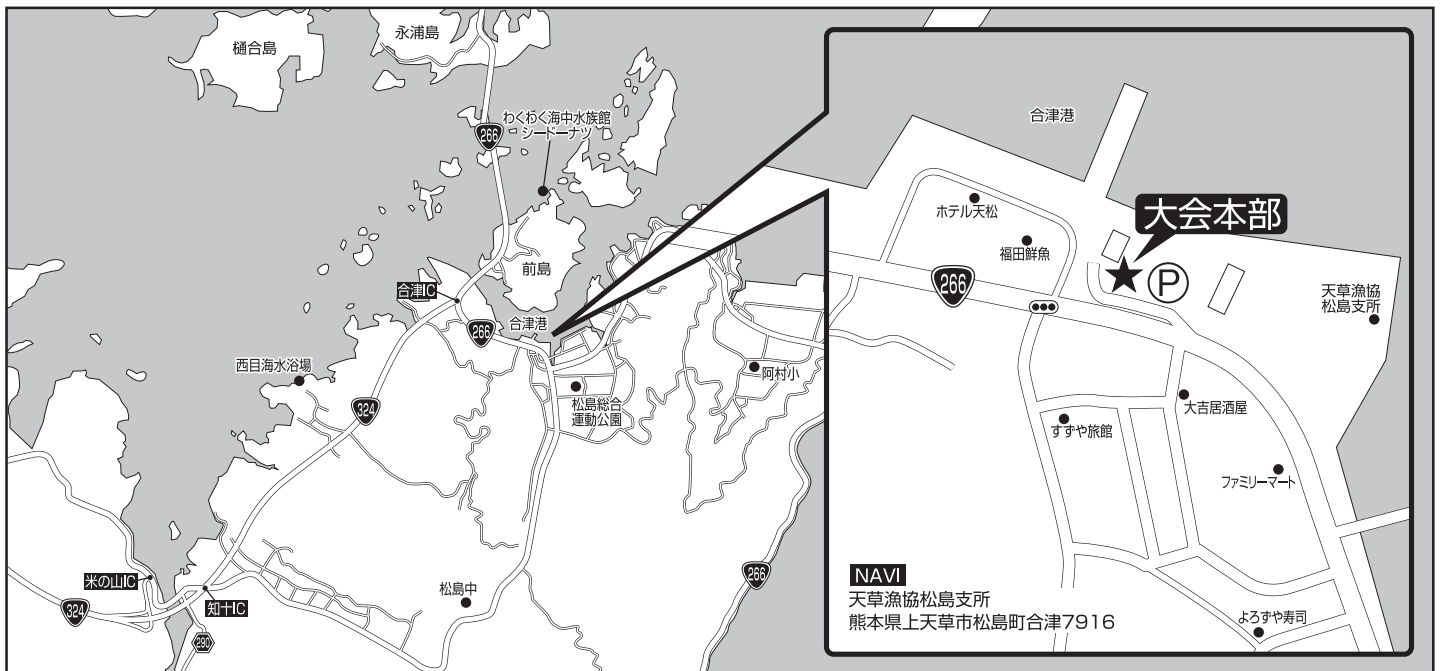 樋合島
永浦島
266
わくわく海中水族館
シードーナツ
前島
合津IC
266
合津港
西目海水浴場
324
松島総合
運動公園
阿村小
米の山IC
324
知十IC
290
松島中
266
合津港
大会本部
ホテル天松
福田鮮魚
266
P
天草漁協
松島支所
大吉居酒屋
すずや旅館
ファミリーマート
よろずや寿司
NAVI
天草漁協松島支所
熊本県上天草市松島町合津7916